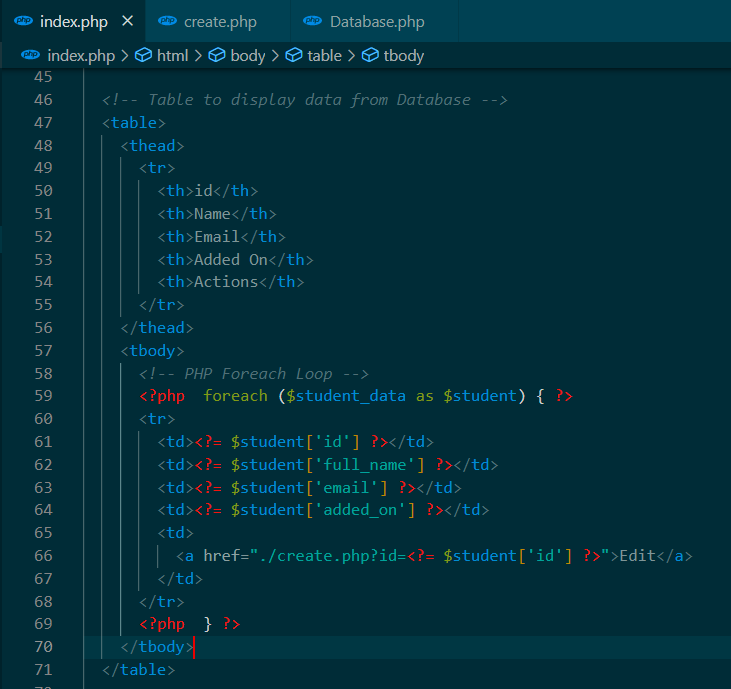 php index.php × php create.php php Database.php
php index.php > html > body > table > tbody
45
46 <!-- Table to display data from Database -->
47 <table>
48 <thead>
49 <tr>
50 <th>id</th>
51 <th>Name</th>
52 <th>Email</th>
53 <th>Added On</th>
54 <th>Actions</th>
55 </tr>
56 </thead>
57 <tbody>
58 <!-- PHP Foreach Loop -->
59 <?php  foreach ($student_data as $student) { ?>
60 <tr>
61 <td><?= $student['id'] ?></td>
62 <td><?= $student['full_name'] ?></td>
63 <td><?= $student['email'] ?></td>
64 <td><?= $student['added_on'] ?></td>
65 <td>
66 <a href="./create.php?id=<?= $student['id'] ?>">Edit</a>
67 </td>
68 </tr>
69 <?php  } ?>
70 </tbody>
71 </table>